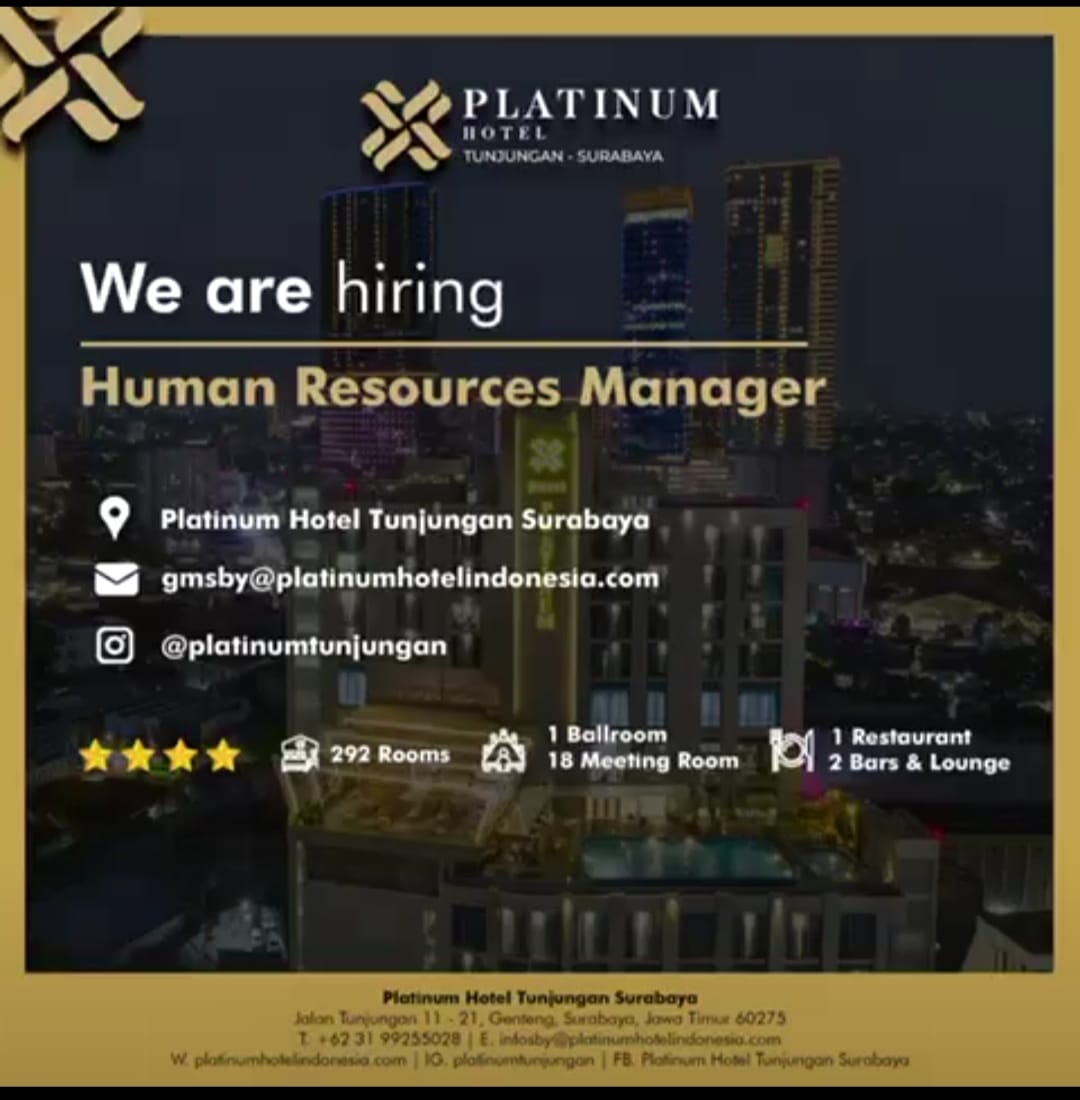 PLATINUM
HOTEL
TUNJUNGAN - SURABAYA
We are hiring
Human Resources Manager
Platinum Hotel Tunjungan Surabaya
gmsby@platinumhotelindonesia.com
@platinumtunjungan
292 Rooms
1 Ballroom
18 Meeting Room
1 Restaurant
2 Bars & Lounge
Platinum Hotel Tunjungan Surabaya
Jalan Tunjungan 11 - 21, Genteng, Surabaya, Jawa Timur 60275
T. +62 31 99255028 | E. infosby@platinumhotelindonesia.com
W. platinumhotelindonesia.com | IG. platinumtunjungan | FB. Platinum Hotel Tunjungan Surabaya